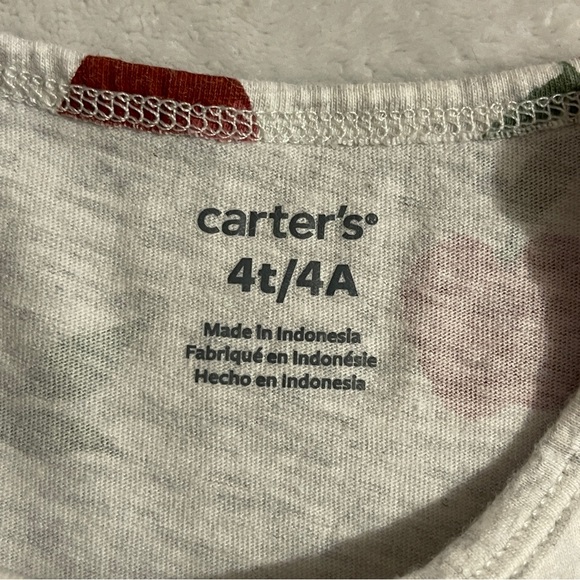 carter's®
4t/4A
Made in Indonesia
Fabriqué en Indonésie
Hecho en Indonesia